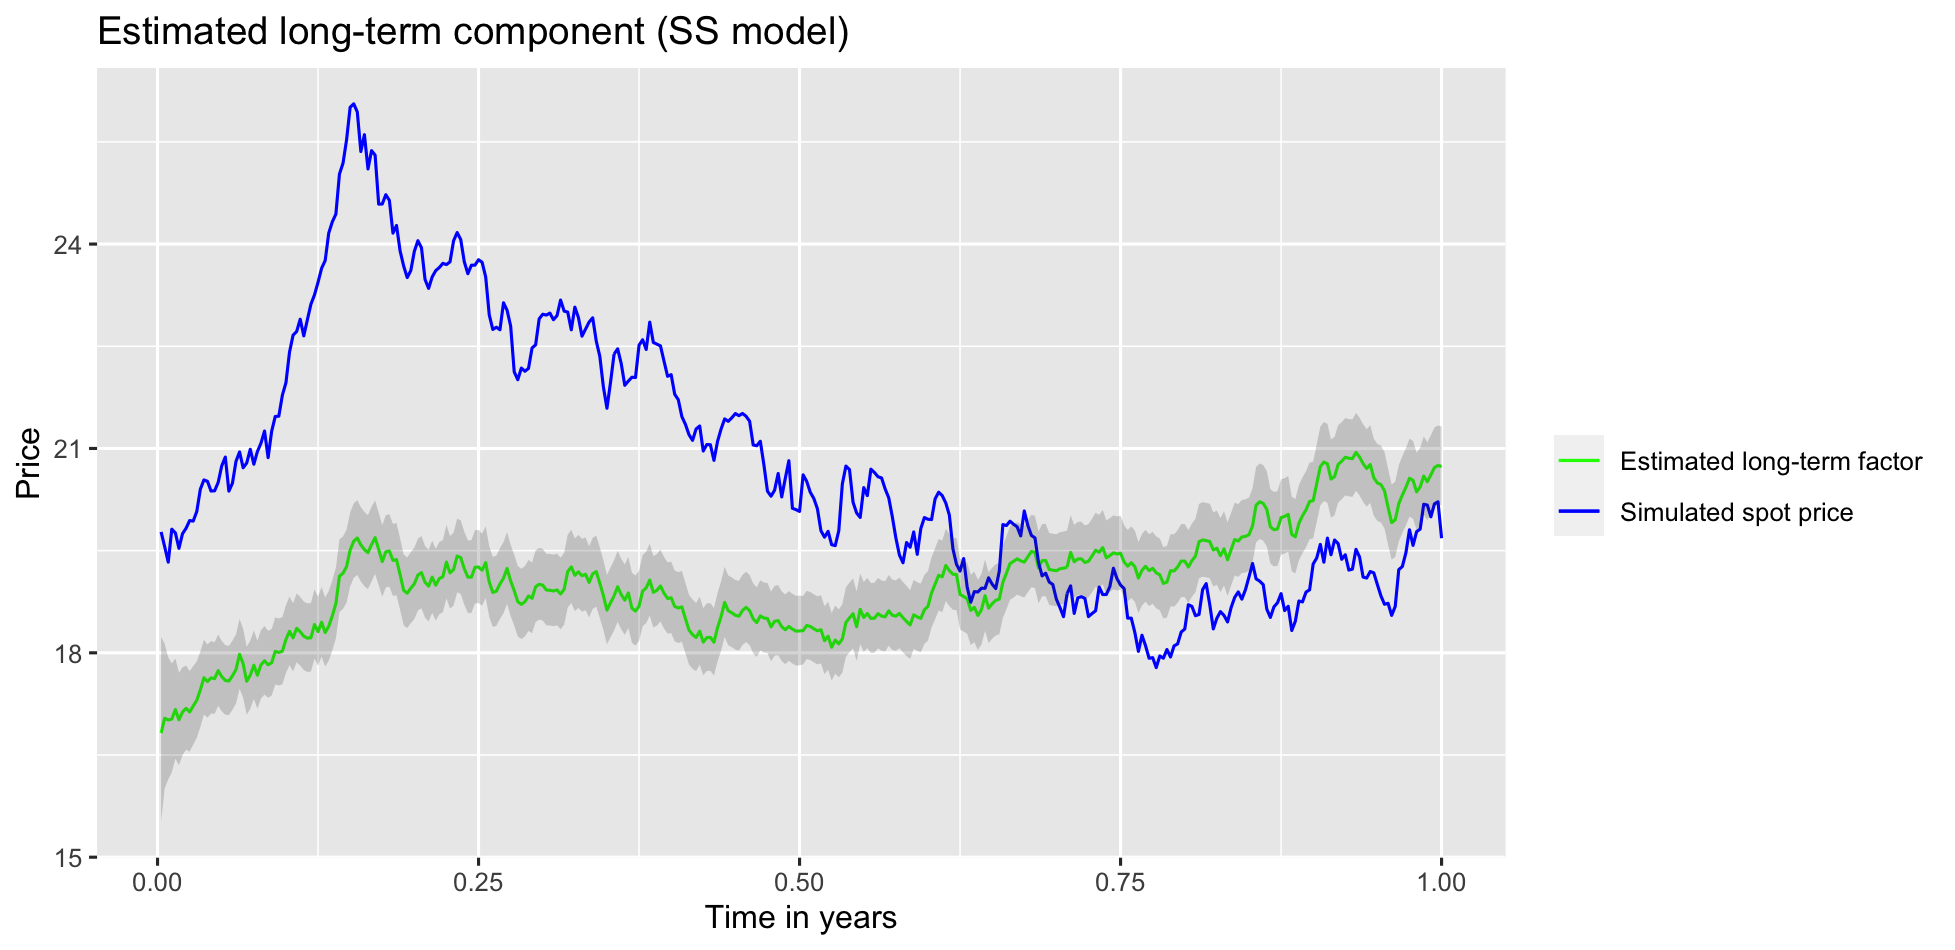 Estimated long-term component (SS model)
24
21
18
15
Price
0.00 0.25 0.50 0.75 1.00
Time in years
Estimated long-term factor
Simulated spot price